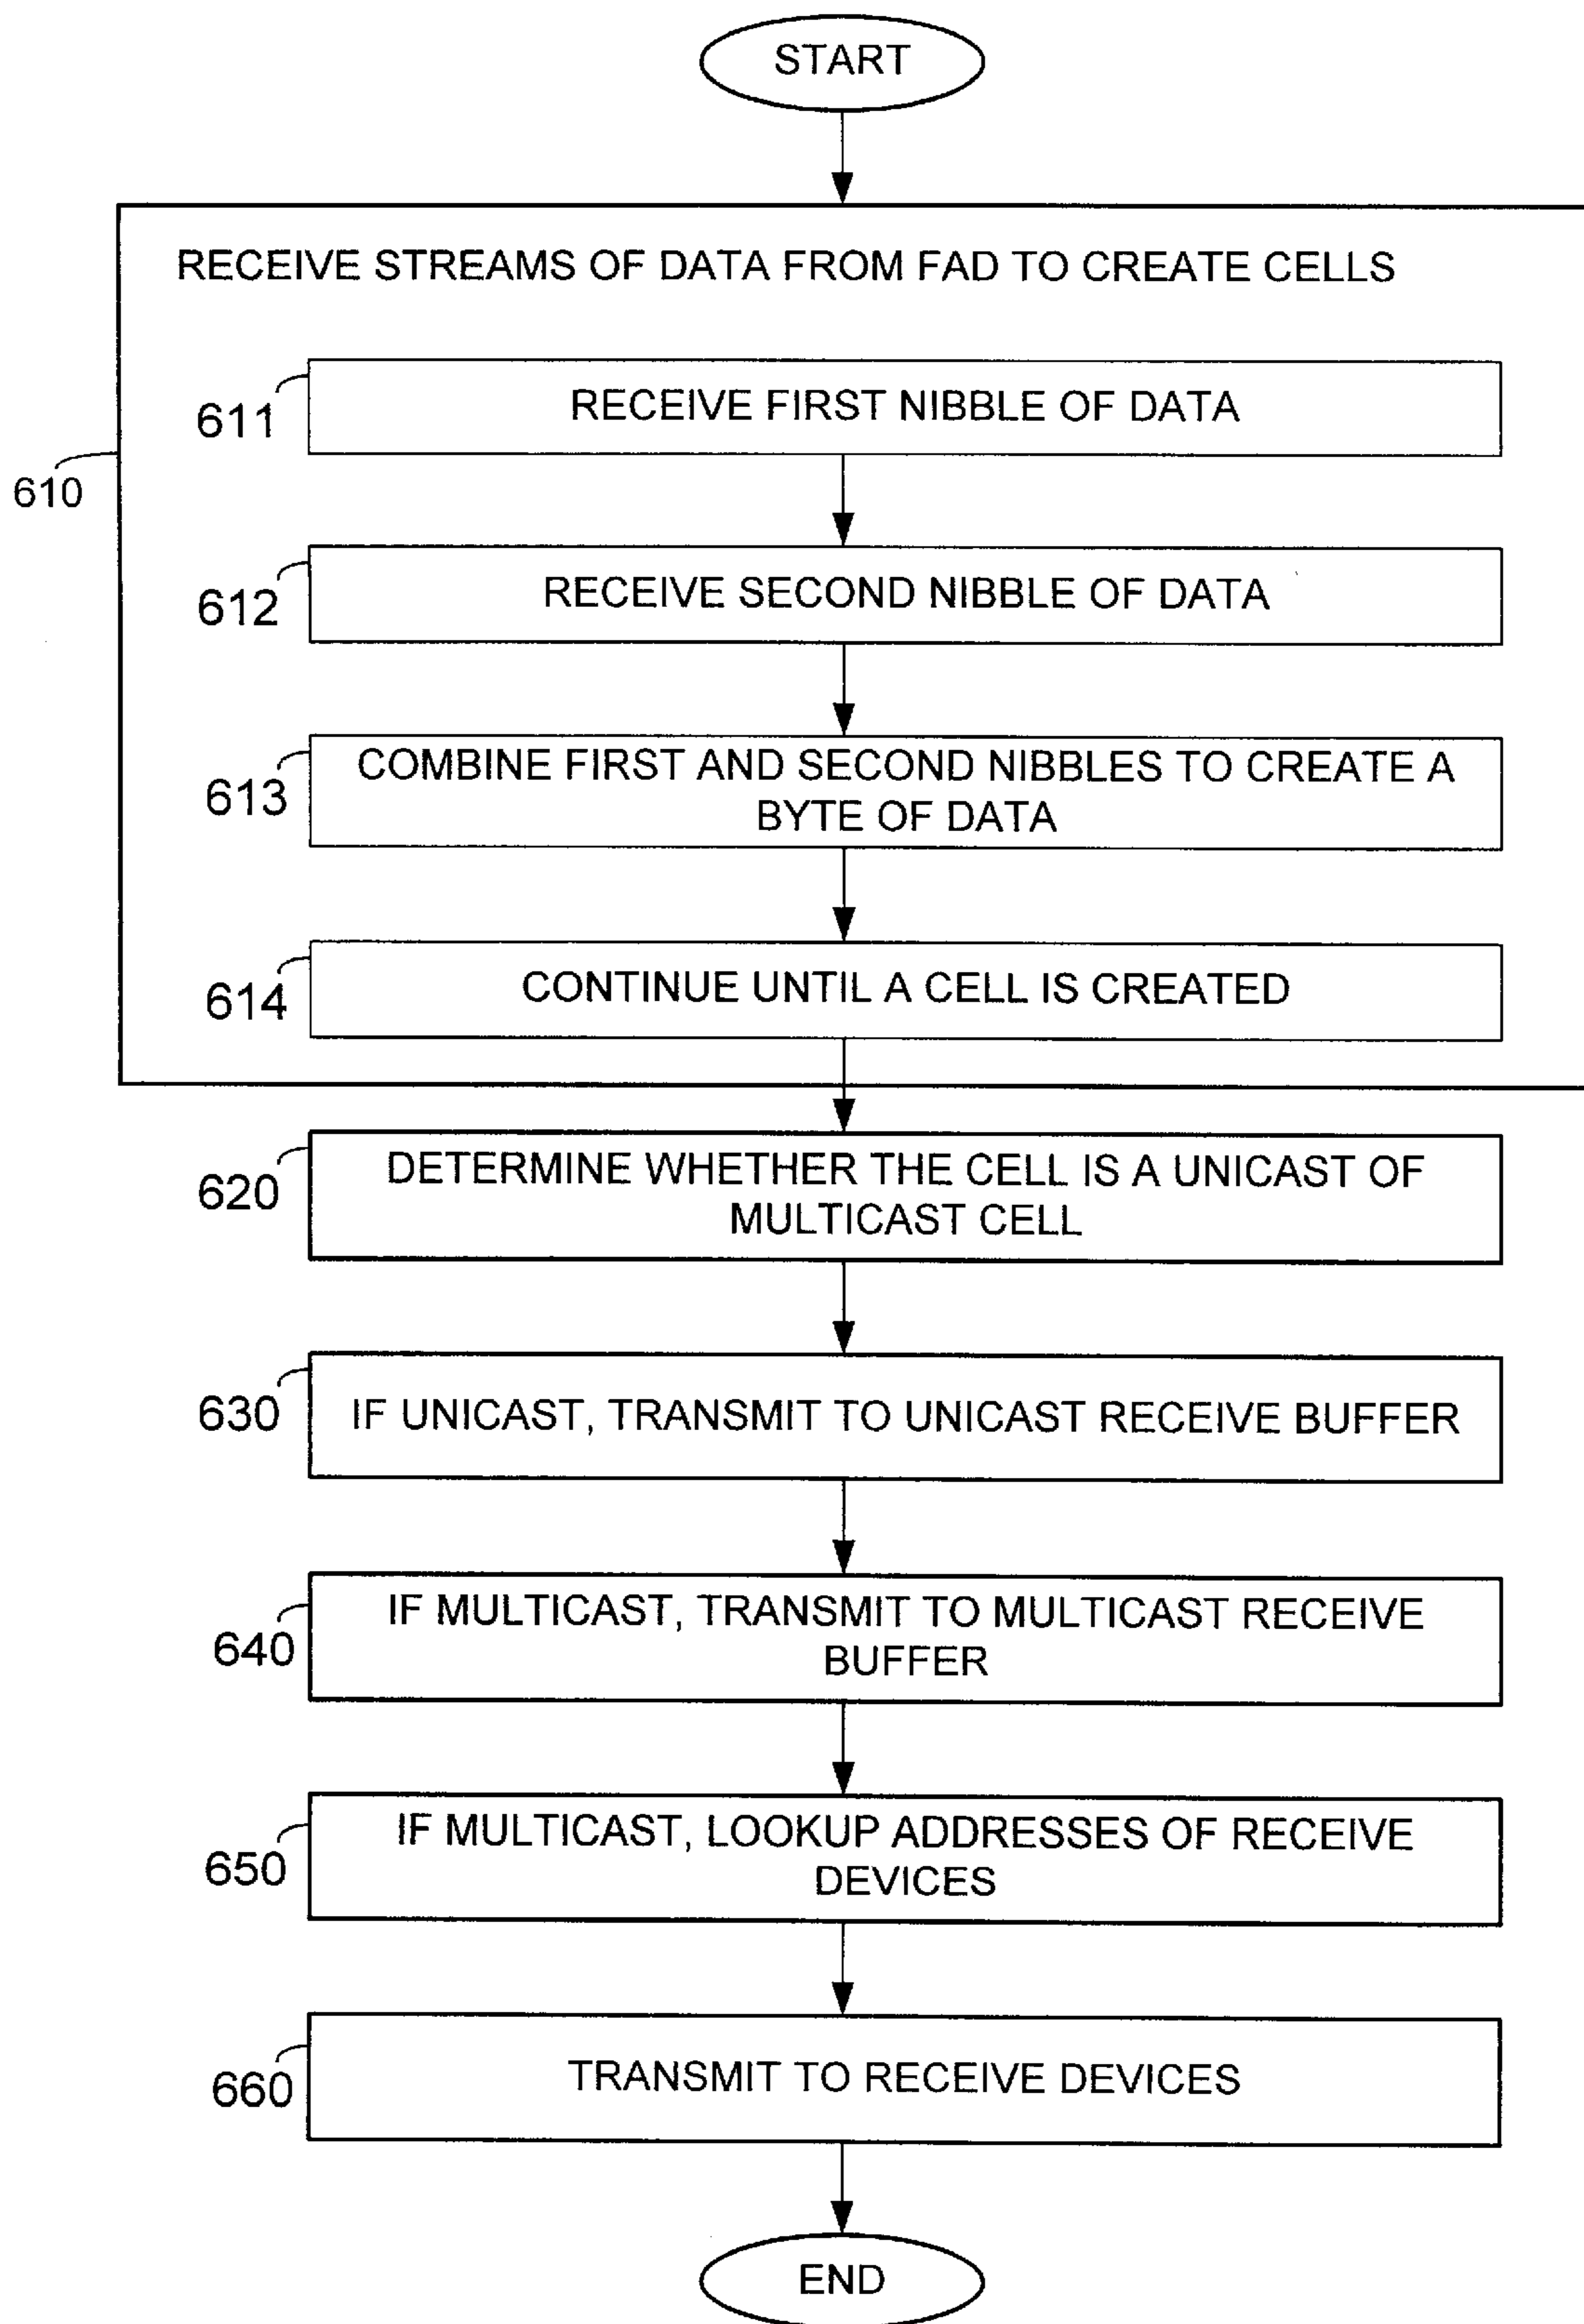 START
RECEIVE STREAMS OF DATA FROM FAD TO CREATE CELLS
611
RECEIVE FIRST NIBBLE OF DATA
610
612
RECEIVE SECOND NIBBLE OF DATA
613
COMBINE FIRST AND SECOND NIBBLES TO CREATE A
BYTE OF DATA
614
CONTINUE UNTIL A CELL IS CREATED
620
DETERMINE WHETHER THE CELL IS A UNICAST OF
MULTICAST CELL
630
IF UNICAST, TRANSMIT TO UNICAST RECEIVE BUFFER
640
IF MULTICAST, TRANSMIT TO MULTICAST RECEIVE
BUFFER
650
IF MULTICAST, LOOKUP ADDRESSES OF RECEIVE
DEVICES
660
TRANSMIT TO RECEIVE DEVICES
END